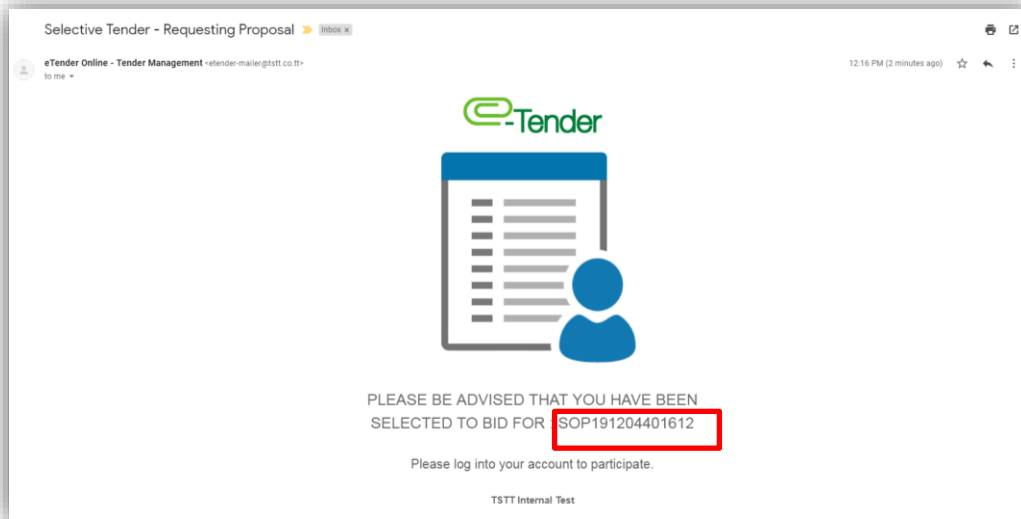 Selective Tender - Requesting Proposal Inbox x
eTender Online - Tender Management <etender-mailer@tstt.co.tt> 12:16 PM (2 minutes ago)
to me
e-Tender
PLEASE BE ADVISED THAT YOU HAVE BEEN
SELECTED TO BID FOR : SOP191204401612
Please log into your account to participate.
TSTT Internal Test